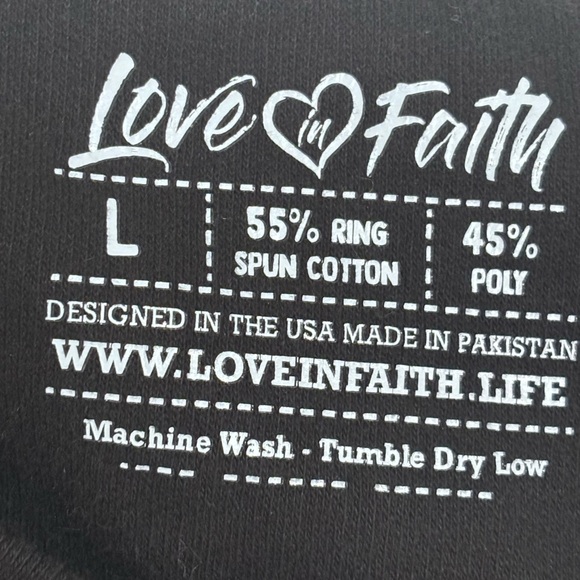 Love in Faith
L
55% RING
SPUN COTTON
45%
POLY
DESIGNED IN THE USA MADE IN PAKISTAN
WWW.LOVEINFAITH.LIFE
Machine Wash - Tumble Dry Low